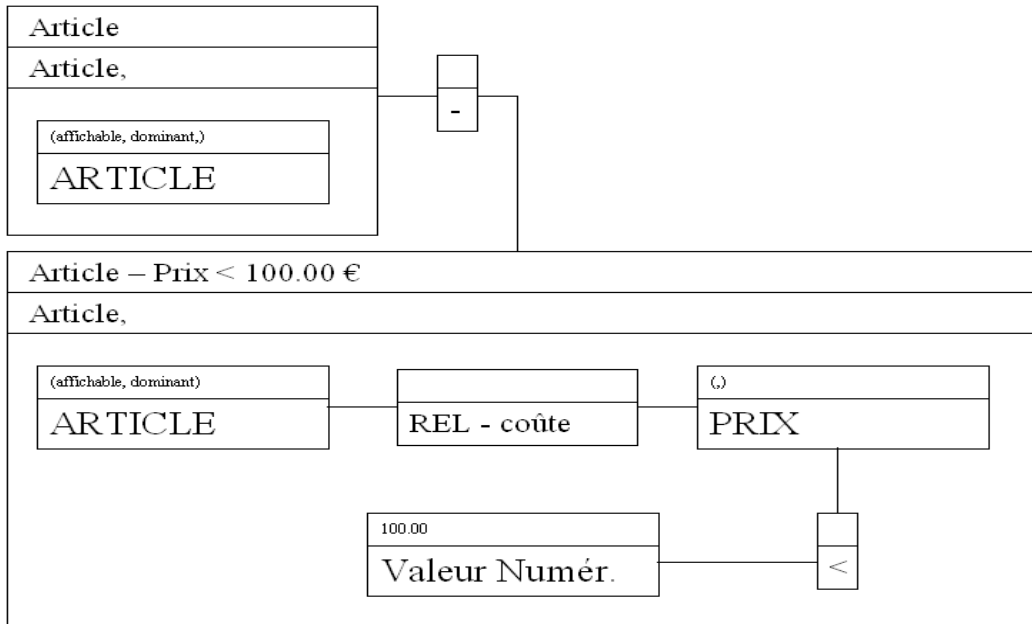 Article
Article,
-
(affichable, dominant,)
ARTICLE
Article – Prix < 100.00 €
Article,
(affichable, dominant)
ARTICLE
REL - coûte
(,)
PRIX
100.00
Valeur Numér.
<